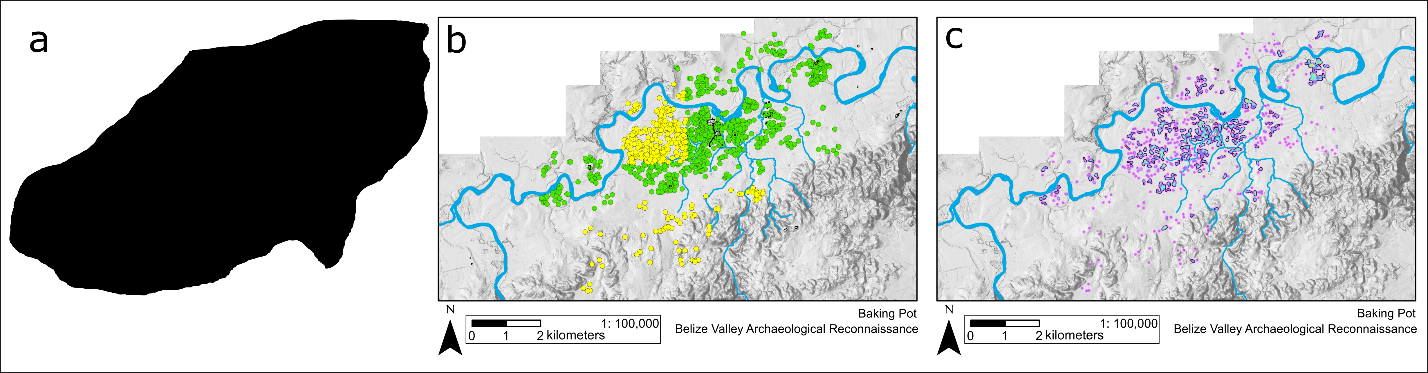 a
b
c
N
1: 100,000
0 1 2 kilometers
Baking Pot
Belize Valley Archaeological Reconnaissance
N
1: 100,000
0 1 2 kilometers
Baking Pot
Belize Valley Archaeological Reconnaissance